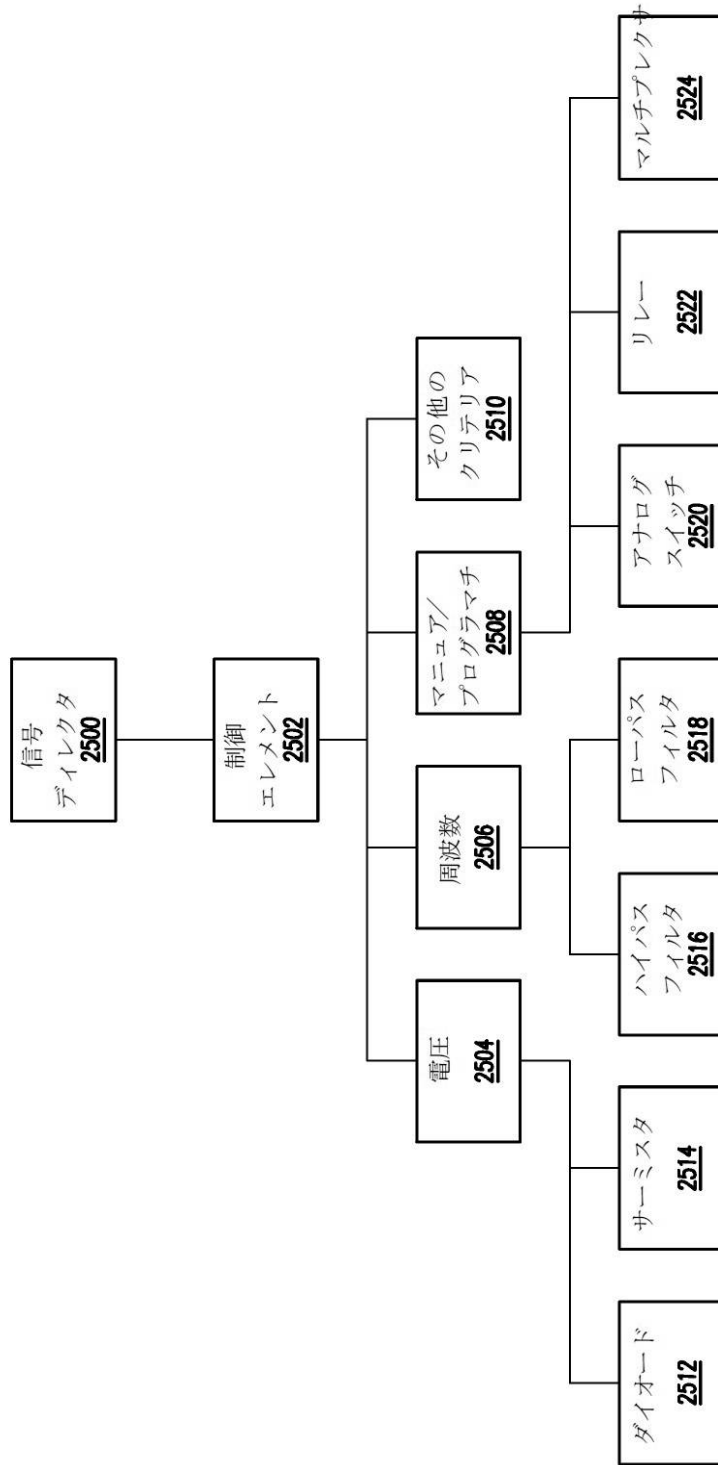 信号
ディレクタ
2500
制御
エレメント
2502
電圧
2504
周波数
2506
マニュア/
プログラマチ
2508
その他の
クリテリア
2510
ダイオード
2512
サーミスタ
2514
ハイパス
フィルタ
2516
ローパス
フィルタ
2518
アナログ
スイッチ
2520
リレー
2522
マルチプレクサ
2524